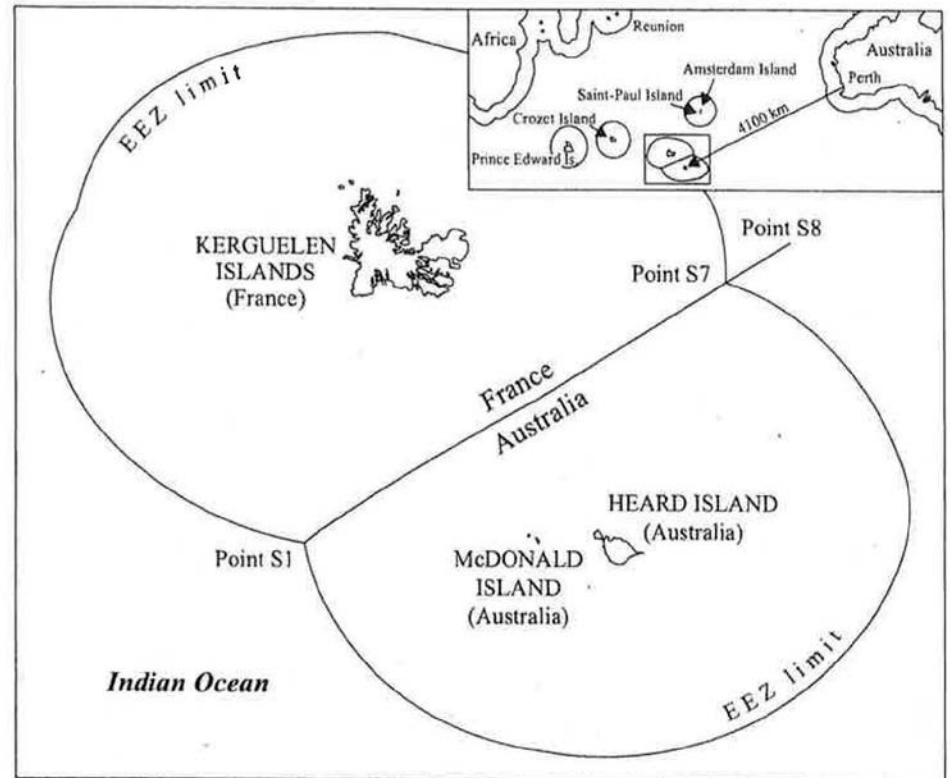 EEZ limit
Africa
Reunion
Australia
Amsterdam Island
Perth
Saint-Paul Island
4100 km
Crozet Island
Prince Edward Is.
KERGUELEN
ISLANDS
(France)
Point S8
Point S7
France
Australia
HEARD ISLAND
(Australia)
Point S1
McDONALD
ISLAND
(Australia)
Indian Ocean
EEZ limit